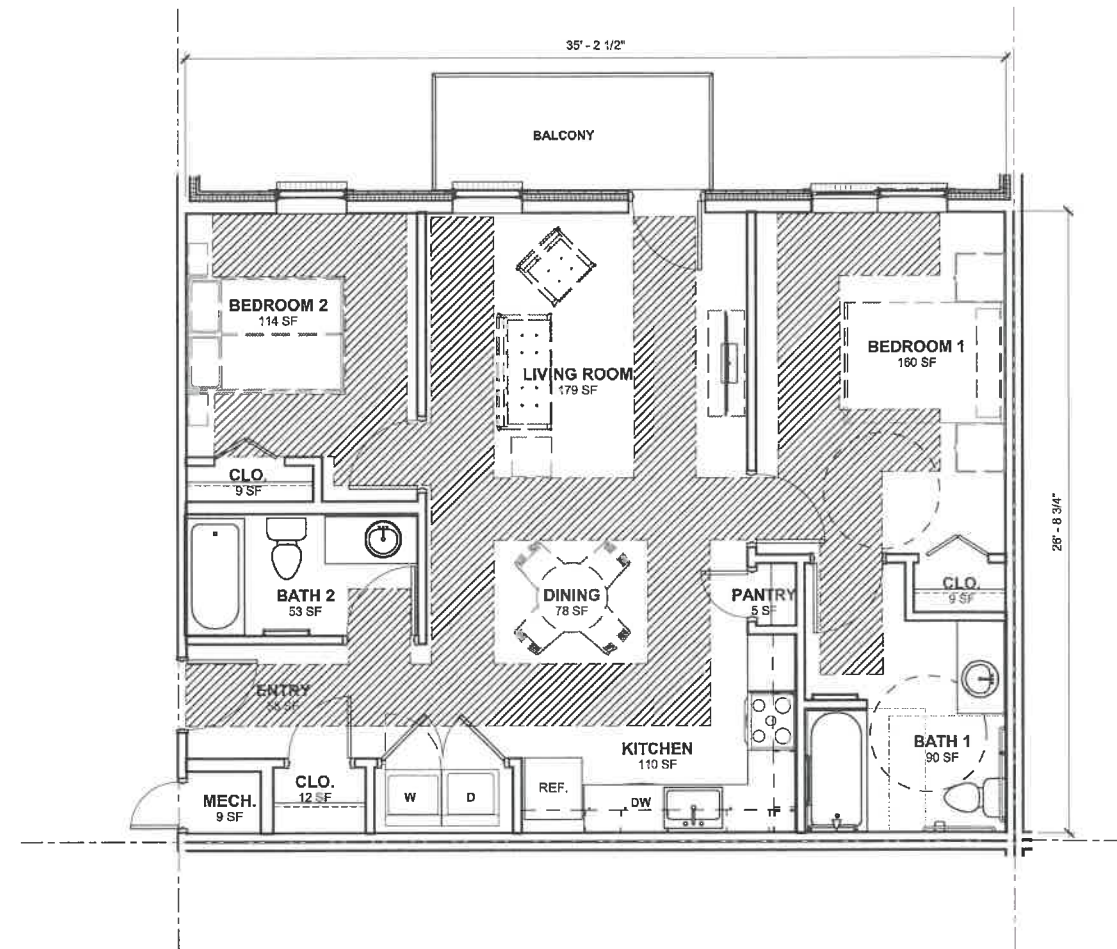 35' - 2 1/2"
BALCONY
BEDROOM 2
114 SF
LIVING ROOM
179 SF
BEDROOM 1
160 SF
CLO.
9 SF
28' - 8 3/4"
BATH 2
53 SF
DINING
78 SF
PANTRY
5 SF
CLO.
9 SF
ENTRY
58 SF
KITCHEN
110 SF
BATH 1
90 SF
MECH.
9 SF
CLO.
12 SF
W
D
REF.
DW